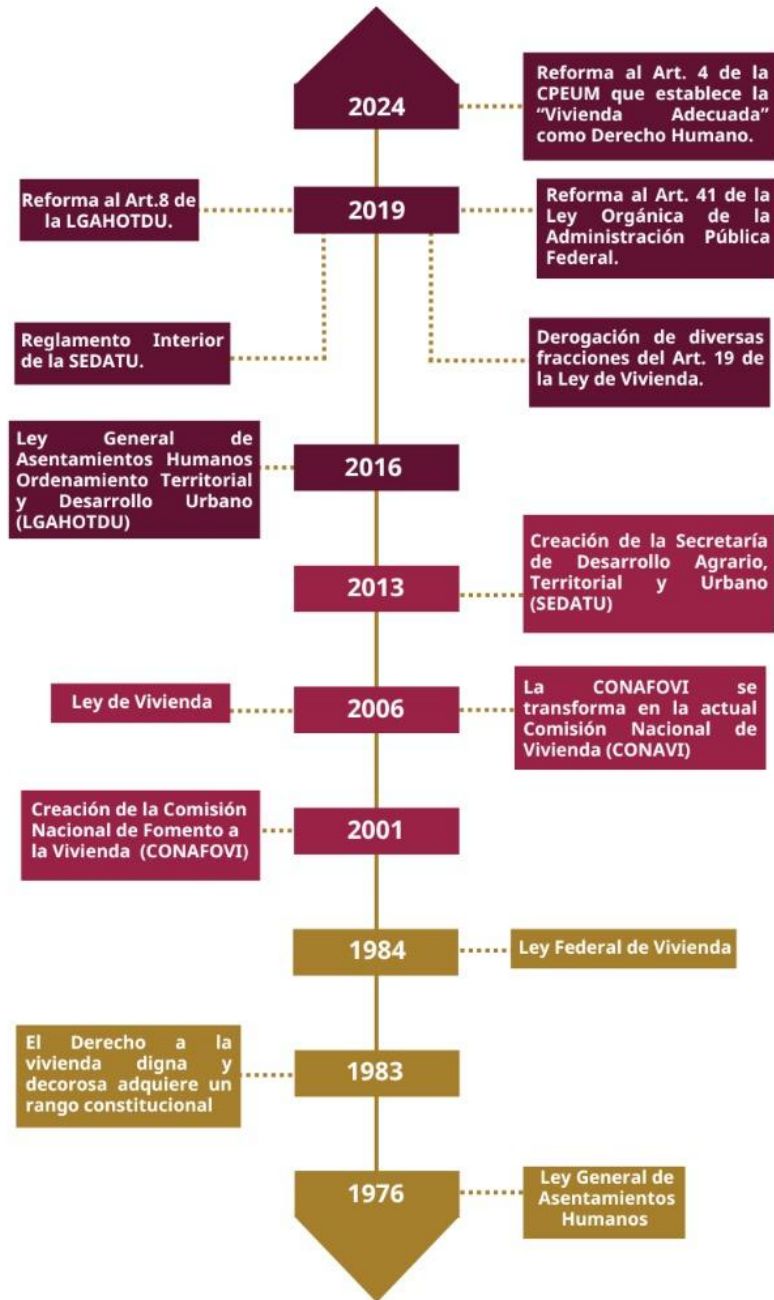 2024
Reforma al Art. 4 de la
CPEUM que establece la
“Vivienda Adecuada”
como Derecho Humano.
Reforma al Art.8 de
la LGAHOTDU.
2019
Reforma al Art. 41 de la
Ley Orgánica de la
Administración Pública
Federal.
Reglamento Interior
de la SEDATU.
Derogación de diversas
fracciones del Art. 19 de
la Ley de Vivienda.
Ley General de
Asentamientos Humanos
Ordenamiento Territorial
y Desarrollo Urbano
(LGAHOTDU)
2016
2013
Creación de la Secretaría
de Desarrollo Agrario,
Territorial y Urbano
(SEDATU)
Ley de Vivienda
2006
La CONAFOVI se
transforma en la actual
Comisión Nacional de
Vivienda (CONAVI)
Creación de la Comisión
Nacional de Fomento a
la Vivienda (CONAFOVI)
2001
1984
Ley Federal de Vivienda
El Derecho a la
vivienda digna y
decorosa adquiere un
rango constitucional
1983
1976
Ley General de
Asentamientos
Humanos